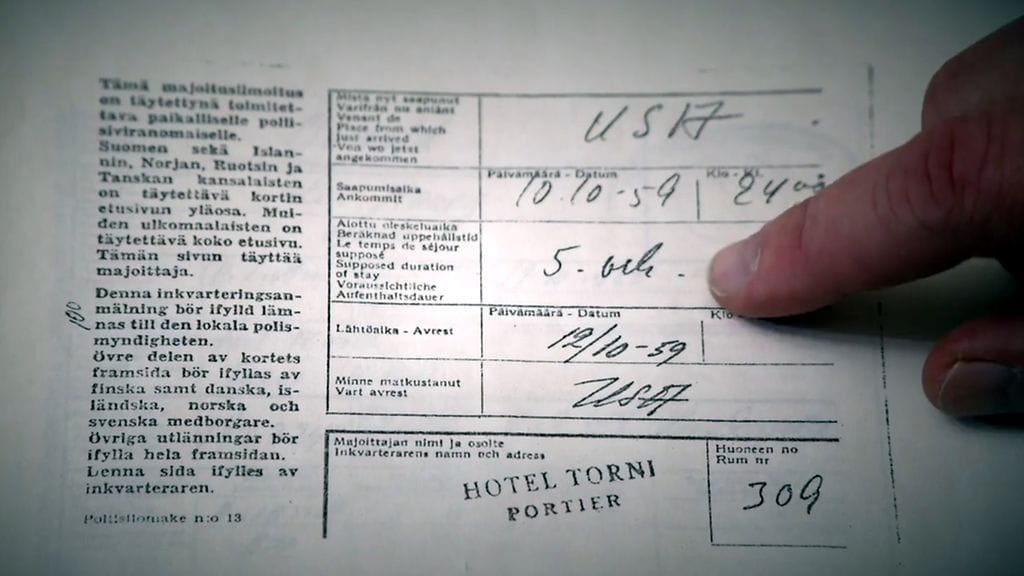 Tämä majoitusilmoitus
on täytettynä toimitet-
tava paikalliselle polii-
siviranomaiselle.
Suomen sekä Islan-
nin, Norjan, Ruotsin ja
Tanskan kansalaisten
on täytettävä kortin
etusivun yläosa. Mui-
den ulkomaalaisten on
täytettävä koko etusivu.
Tämän sivun täyttää
majoittaja.
Denna inkvarteringsan-
mälning bör ifylld läm-
nas till den lokala polis-
myndigheten.
Övre delen av kortets
framsida bör ifyllas av
finska samt danska, is-
ländska, norska och
svenska medborgare.
Övriga utlänningar bör
ifylla hela framsidan.
Denna sida ifylles av
inkvarteraren.
Poliisilomake n:o 13
100
Mistä nyt saapunut
Varifrån nu anlänt
Venant de
Place from which
just arrived
Von wo jetzt
angekommen
USA
Saapumisaika
Ankommit
Päivämäärä - Datum
10.10-59
Klo - Kl.
24
Aiottu oleskeluaika
Beräknad uppehållstid
Le temps de séjour
supposé
Supposed duration
of stay
Voraussichtliche
Aufenthaltsdauer
5.
Lähtöaika - Avrest
Päivämäärä - Datum
12/10-59
Klo
Minne matkustanut
Vart avrest
USA
Majoittajan nimi ja osoite
Inkvarterarens namn och adress
HOTEL TORNI
PORTIER
Huoneen no
Rum nr
309